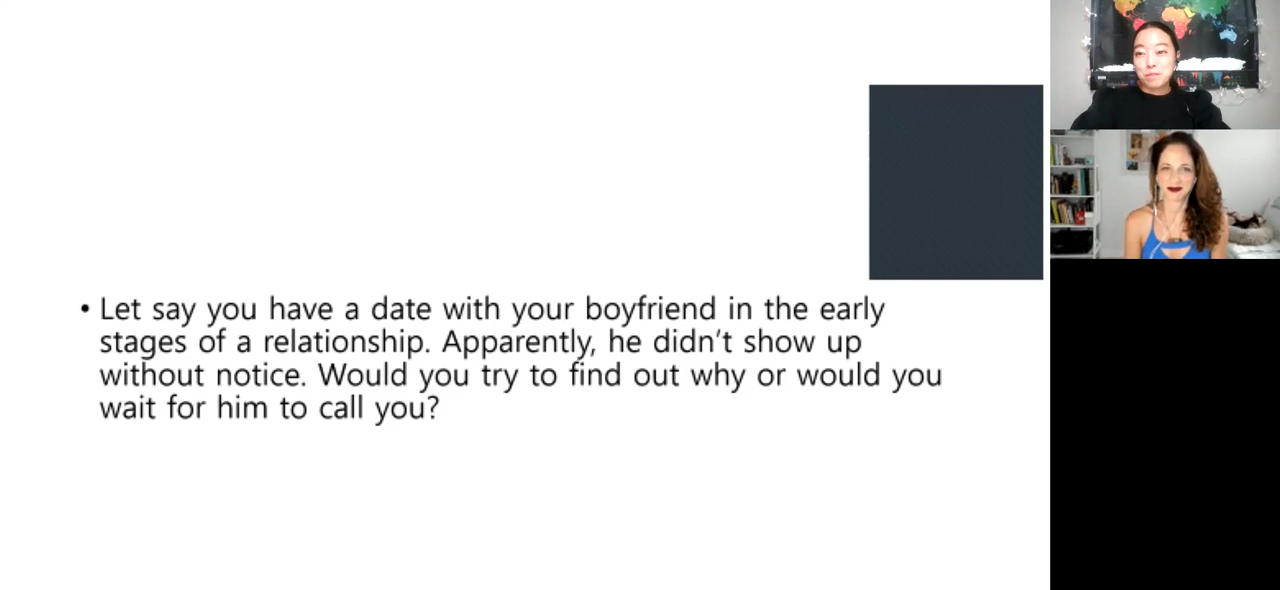 • Let say you have a date with your boyfriend in the early
stages of a relationship. Apparently, he didn’t show up
without notice. Would you try to find out why or would you
wait for him to call you?